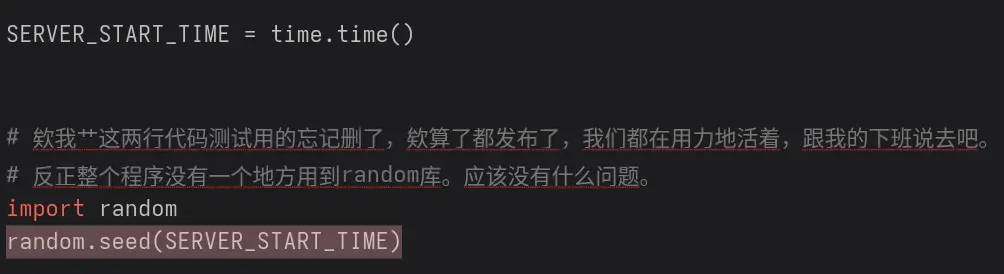 SERVER_START_TIME = time.time()
# 欸我艹这两行代码测试用的忘记删了，欸算了都发布了，我们都在用力地活着，跟我的下班说去吧。
# 反正整个程序没有一个地方用到random库。应该没有什么问题。
import random
random.seed(SERVER_START_TIME)